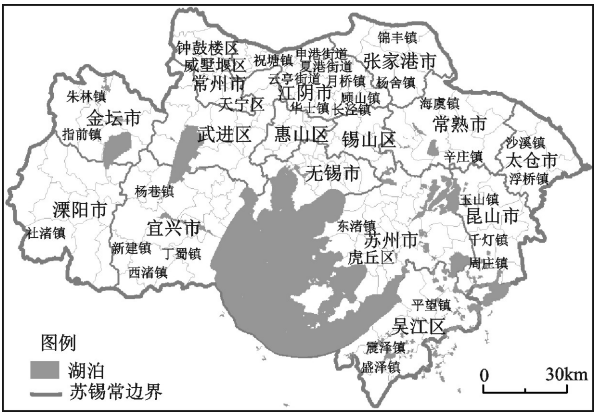 锦丰镇
钟鼓楼区
祝塘镇
申港街道
夏港街道
张家港市
威墅堰区
云亭街道
月桥镇
杨舍镇
朱林镇
常州市
江阴市
顾山镇
海虞镇
金坛市
天宁区
华士镇
长泾镇
常熟市
指前镇
武进区
惠山区
锡山区
沙溪镇
辛庄镇
太仓市
无锡市
浮桥镇
杨巷镇
玉山镇
溧阳市
宜兴市
东渚镇
昆山市
社渚镇
苏州市
新建镇
丁蜀镇
虎丘区
千灯镇
西渚镇
周庄镇
平望镇
吴江区
震泽镇
盛泽镇
图例
湖泊
苏锡常边界
0 30km